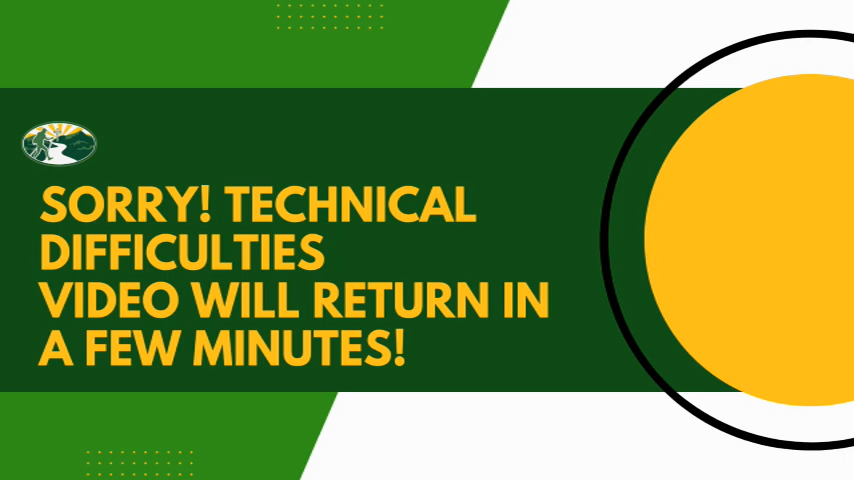 SORRY! TECHNICAL
DIFFICULTIES
VIDEO WILL RETURN IN
A FEW MINUTES!